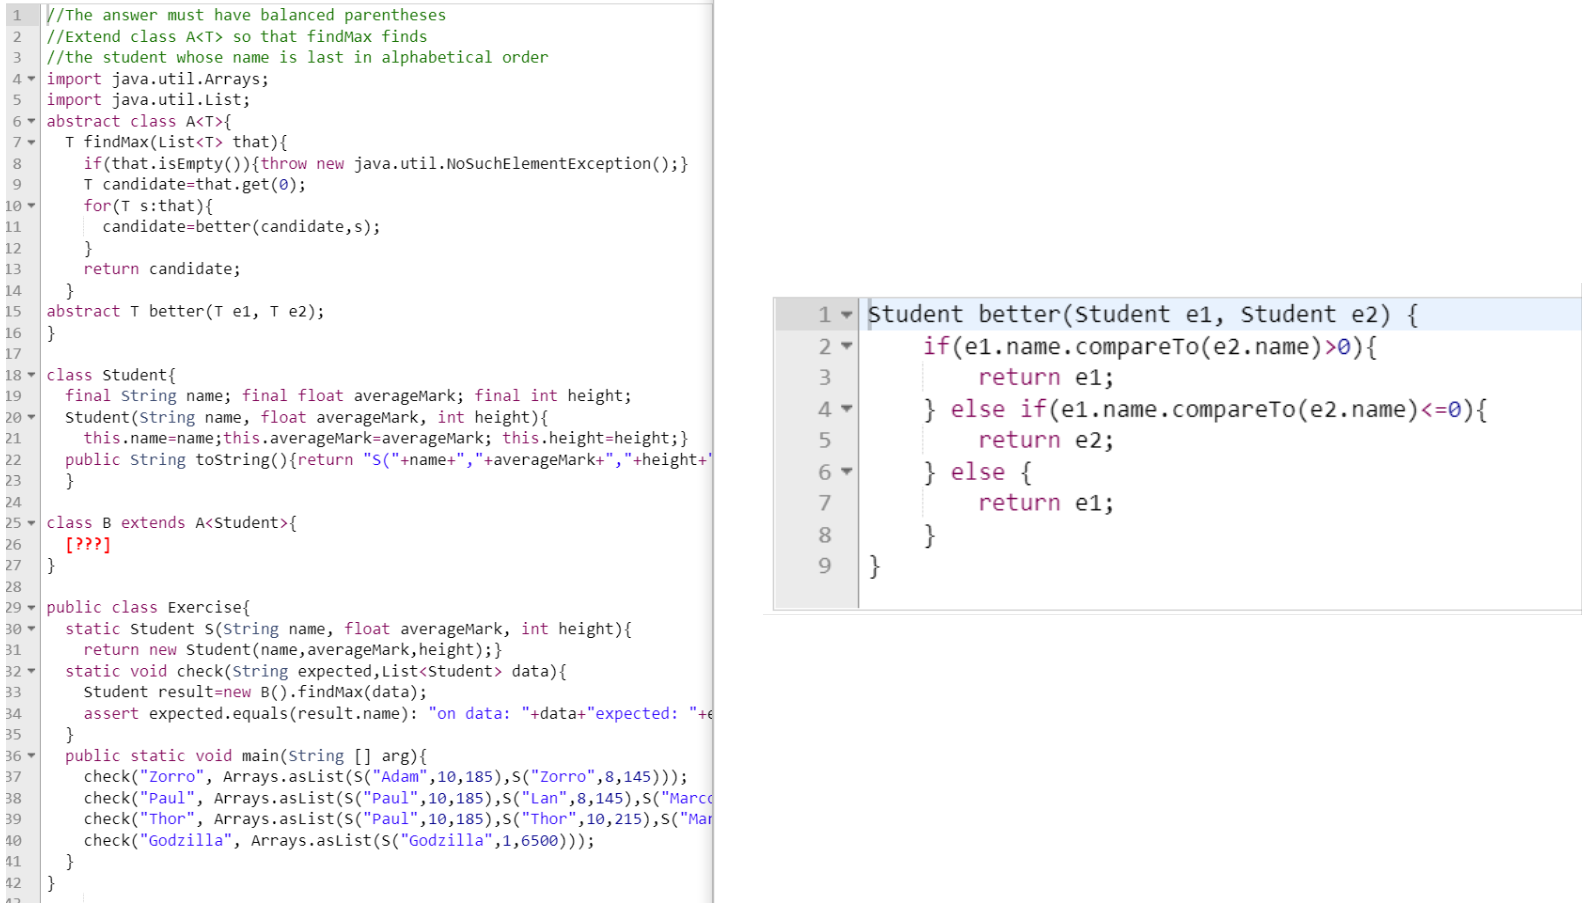 1 //The answer must have balanced parentheses
2 //Extend class A<T> so that findMax finds
3 //the student whose name is last in alphabetical order
4 import java.util.Arrays;
5 import java.util.List;
6 abstract class A<T>{
7 T findMax(List<T> that){
8 if(that.isEmpty()){throw new java.util.NoSuchElementException();}
9 T candidate=that.get(0);
10 for(T s:that){
11 candidate=better(candidate,s);
12 }
13 return candidate;
14 }
15 abstract T better(T e1, T e2);
16 }
17
18 class Student{
19 final String name; final float averageMark; final int height;
20 Student(String name, float averageMark, int height){
21 this.name=name;this.averageMark=averageMark; this.height=height;}
22 public String toString(){return "S("+name+","+averageMark+","+height+"
23 }
24
25 class B extends A<Student>{
26 [???]
27 }
28
29 public class Exercise{
30 static Student S(String name, float averageMark, int height){
31 return new Student(name,averageMark,height);}
32 static void check(String expected,List<Student> data){
33 Student result=new B().findMax(data);
34 assert expected.equals(result.name): "on data: "+data+"expected: "+e
35 }
36 public static void main(String [] arg){
37 check("Zorro", Arrays.asList(S("Adam",10,185),S("Zorro",8,145)));
38 check("Paul", Arrays.asList(S("Paul",10,185),S("Lan",8,145),S("Marco
39 check("Thor", Arrays.asList(S("Paul",10,185),S("Thor",10,215),S("Mar
40 check("Godzilla", Arrays.asList(S("Godzilla",1,6500)));
41 }
42 }
1 Student better(Student e1, Student e2) {
2 if(e1.name.compareTo(e2.name)>0){
3 return e1;
4 } else if(e1.name.compareTo(e2.name)<=0){
5 return e2;
6 } else {
7 return e1;
8 }
9 }